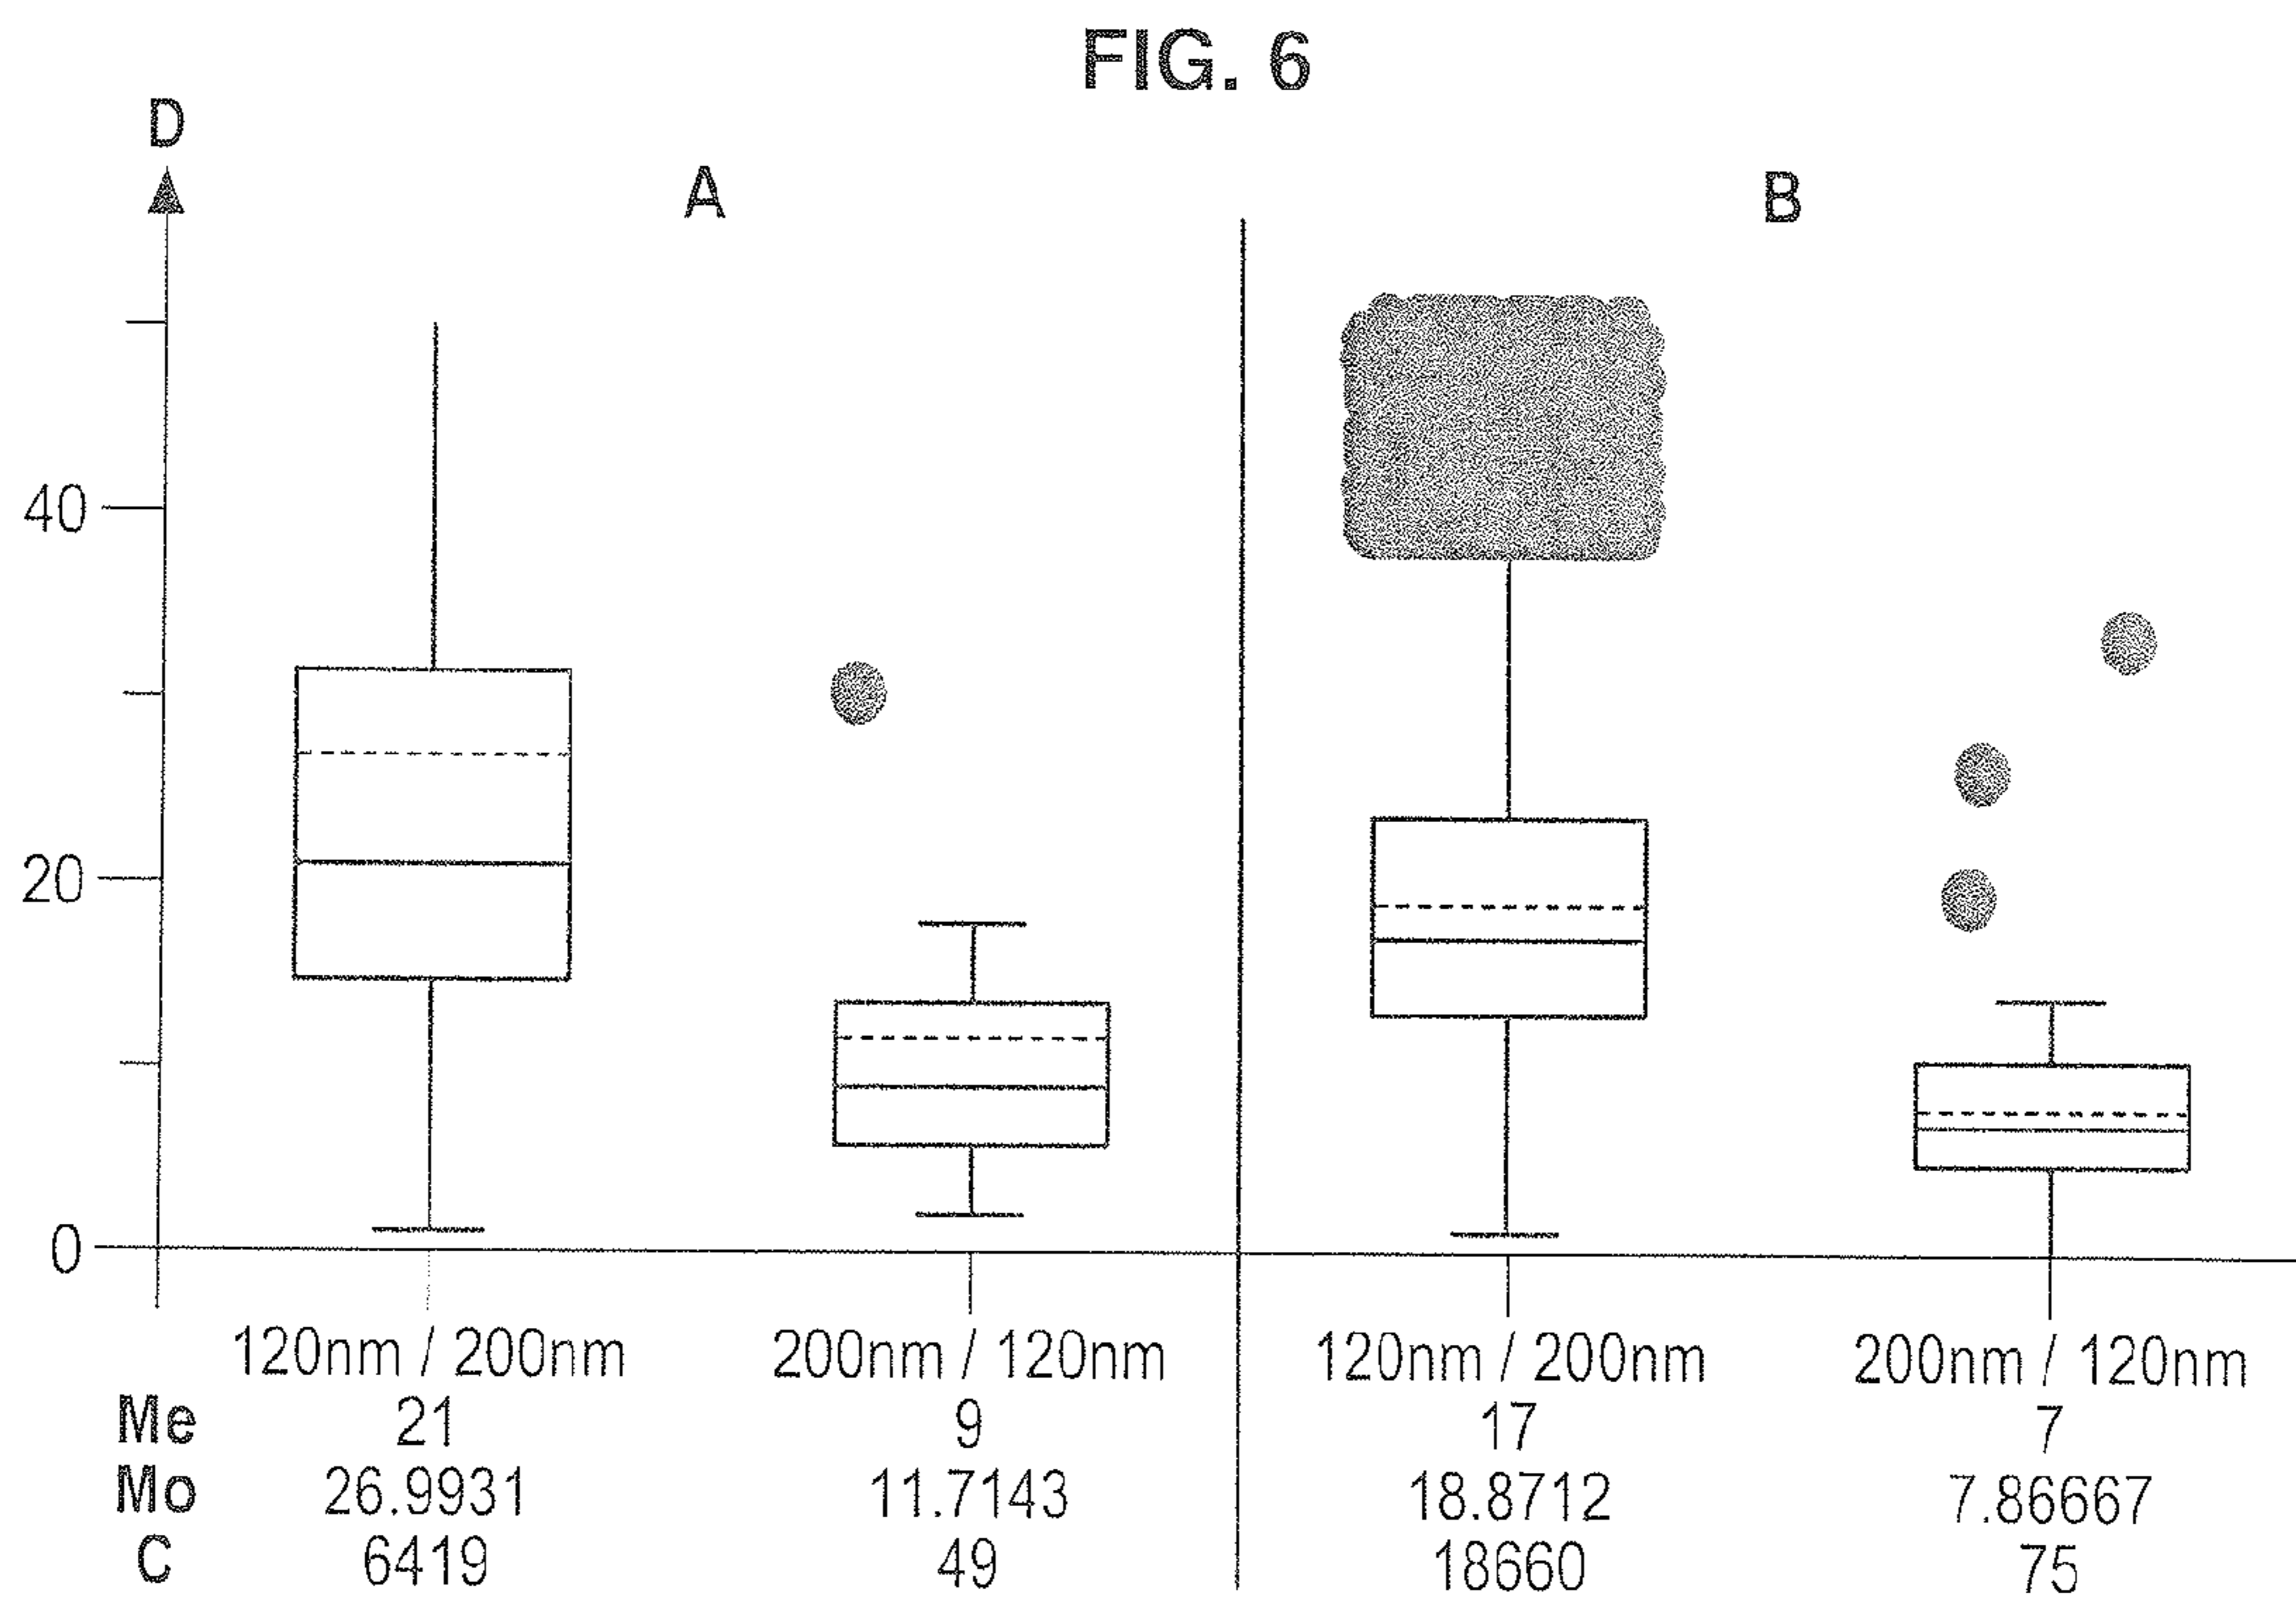 FIG. 6
D
A B
40
20
0
120nm / 200nm 200nm / 120nm 120nm / 200nm 200nm / 120nm
Me 21 9 17 7
Mo 26.9931 11.7143 18.8712 7.86667
C 6419 49 18660 75